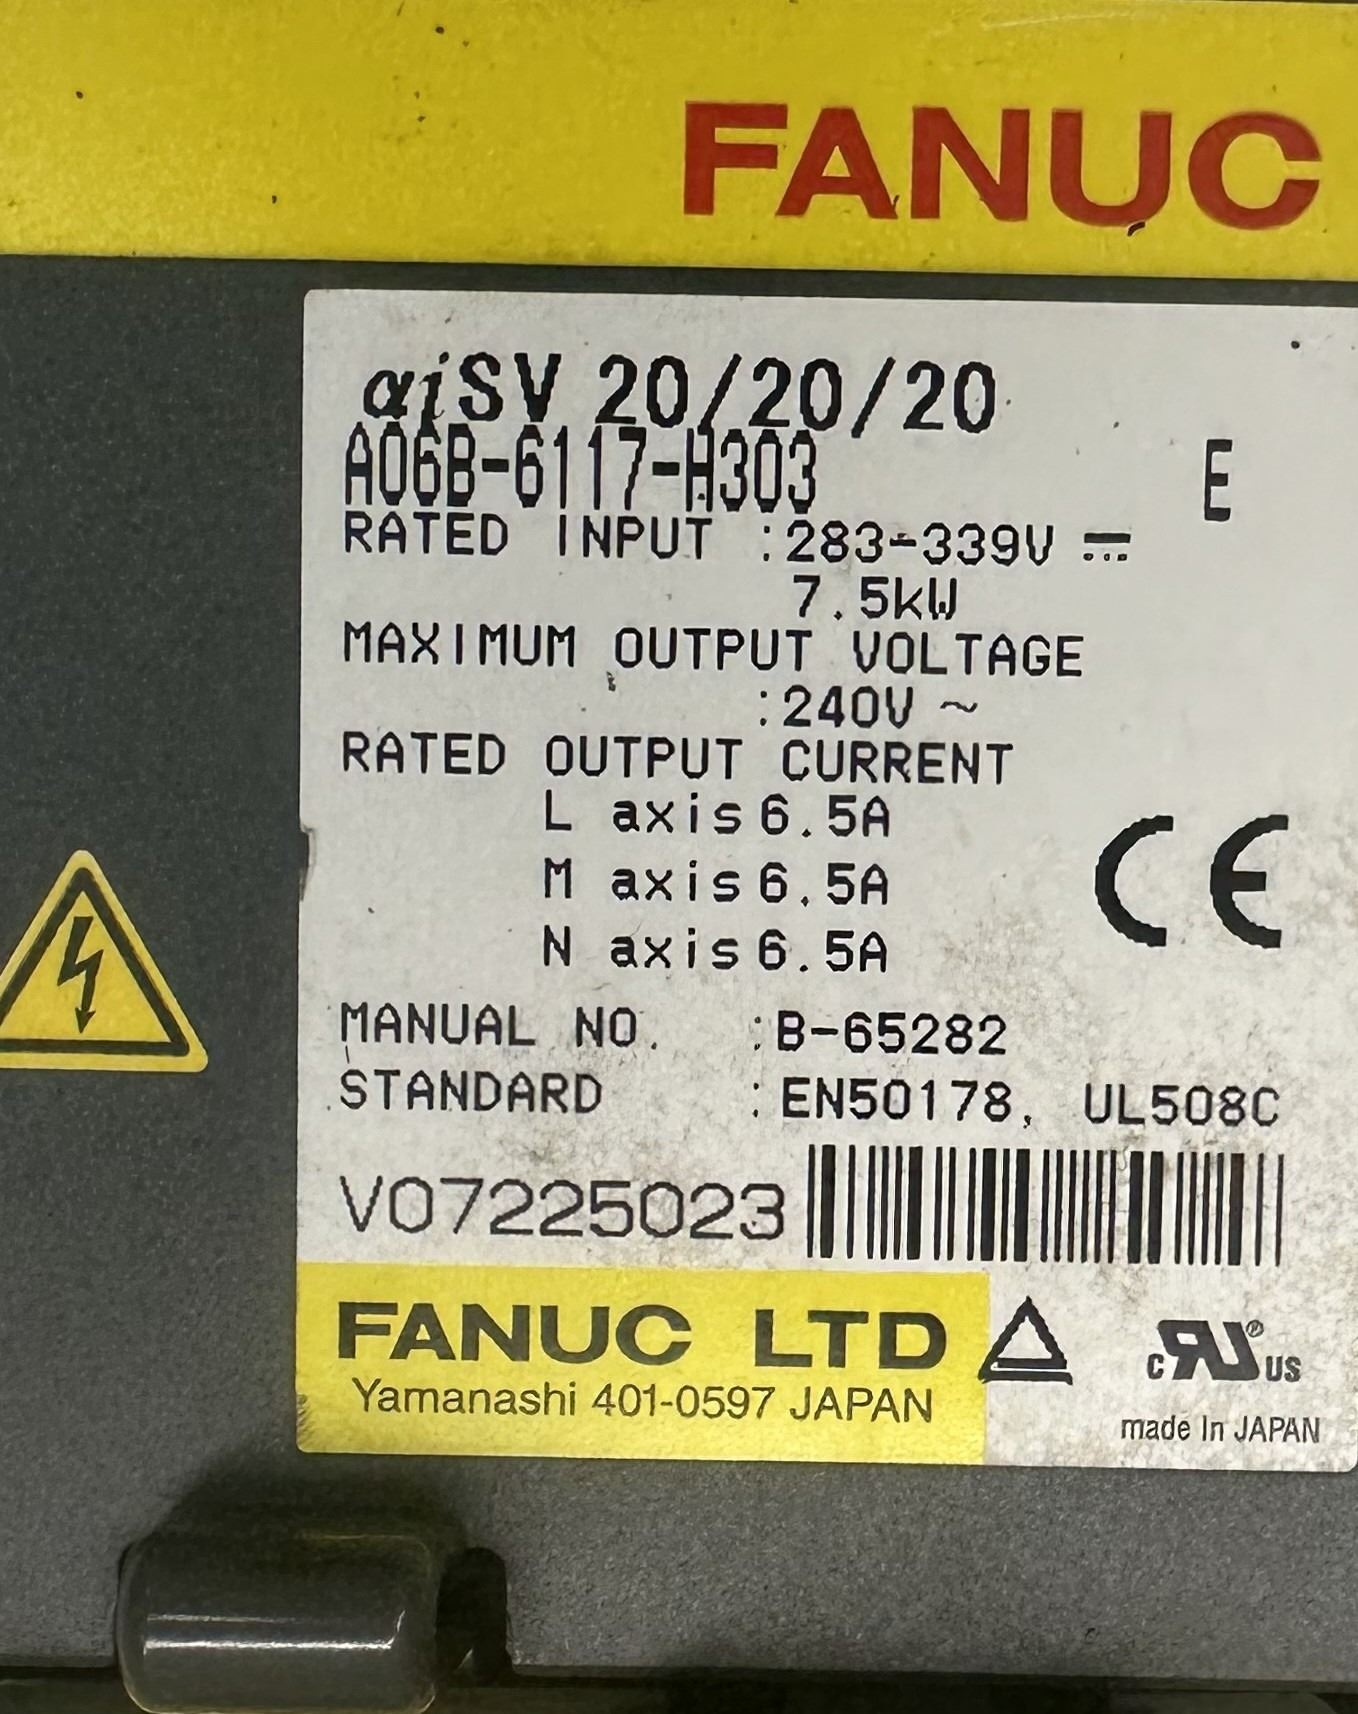 FANUC
αiSV 20/20/20
A06B-6117-H303 E
RATED INPUT :283-339V ⎓
7.5kW
MAXIMUM OUTPUT VOLTAGE
:240V ~
RATED OUTPUT CURRENT
L axis 6.5A
M axis 6.5A
N axis 6.5A
CE
MANUAL NO. :B-65282
STANDARD :EN50178, UL508C
V07225023
FANUC LTD
Yamanashi 401-0597 JAPAN
c RU ® US
made In JAPAN